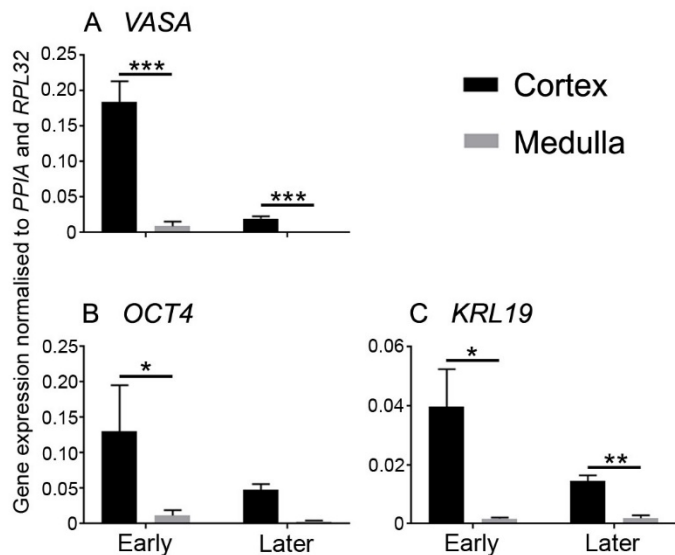 A VASA
Cortex
Medulla
Gene expression normalised to PPIA and RPL32
0.25
0.20
0.15
0.10
0.05
0
***
***
B OCT4
0.25
0.20
0.15
0.10
0.05
0
*
Early Later
C KRL19
0.06
0.04
0.02
0
*
**
Early Later